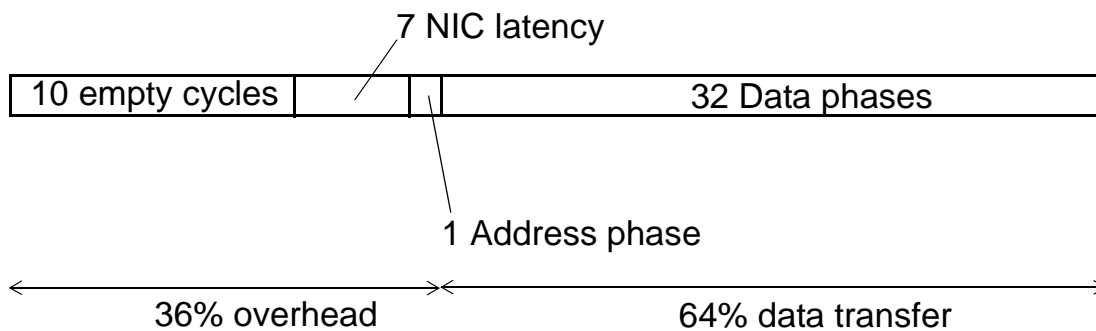 7 NIC latency
10 empty cycles
32 Data phases
1 Address phase
36% overhead
64% data transfer